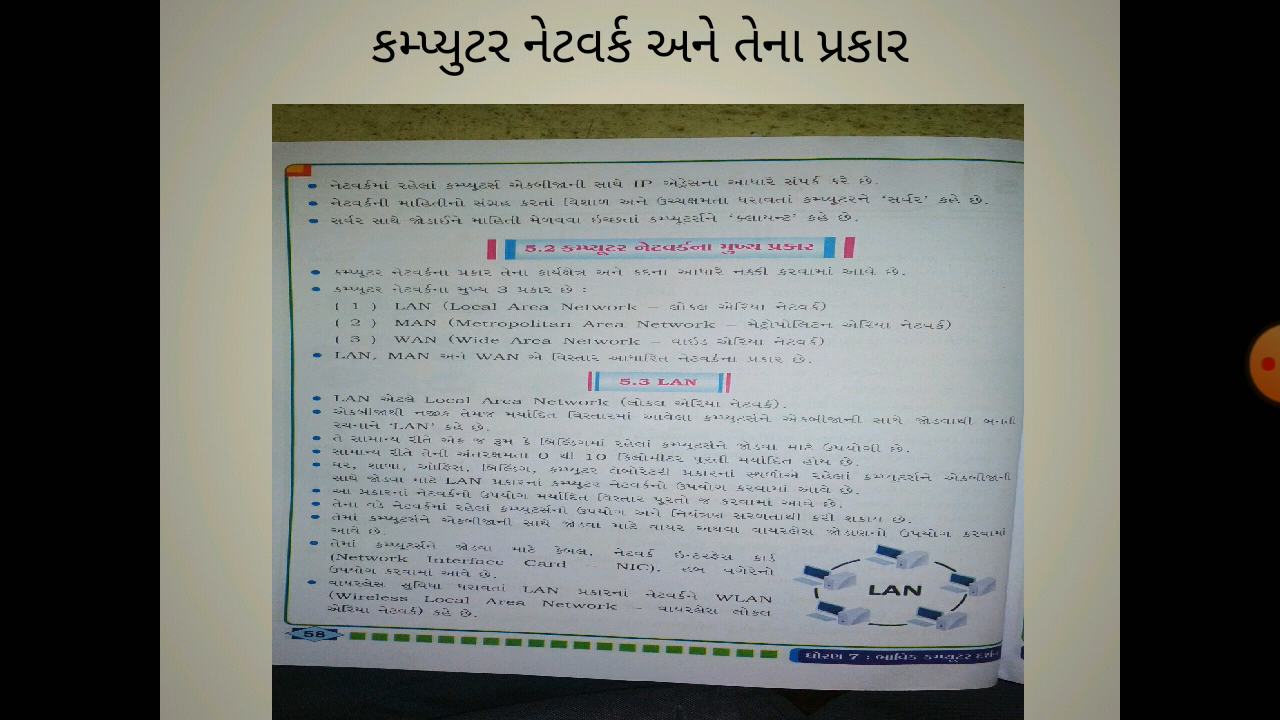 કમ્પ્યુટર નેટવર્ક અને તેના પ્રકાર
• નેટવર્કમાં રહેલાં કમ્પ્યુટર્સ એકબીજાની સાથે IP એડ્રેસના આધારે સંપર્ક કરે છે.
• નેટવર્કની માહિતીનો સંગ્રહ કરતાં વિશાળ અને ઉચ્ચક્ષમતા ધરાવતાં કમ્પ્યુટરને ‘સર્વર’ કહે છે.
• સર્વર સાથે જોડાઈને માહિતી મેળવવા ઇચ્છતાં કમ્પ્યુટર્સને ‘ક્લાયન્ટ’ કહે છે.
5.2 કમ્પ્યૂટર નેટવર્કના મુખ્ય પ્રકાર
• કમ્પ્યૂટર નેટવર્કના પ્રકાર તેના કાર્યક્ષેત્ર અને કદના આધારે નક્કી કરવામાં આવે છે.
• કમ્પ્યૂટર નેટવર્કના મુખ્ય 3 પ્રકાર છે :
( 1 ) LAN (Local Area Network – લોકલ એરિયા નેટવર્ક)
( 2 ) MAN (Metropolitan Area Network – મેટ્રોપોલિટન એરિયા નેટવર્ક)
( 3 ) WAN (Wide Area Network – વાઇડ એરિયા નેટવર્ક)
• LAN, MAN અને WAN એ વિસ્તાર આધારિત નેટવર્કના પ્રકાર છે.
5.3 LAN
• LAN એટલે Local Area Network (લોકલ એરિયા નેટવર્ક).
• એકબીજાથી નજીક તેમજ મર્યાદિત વિસ્તારમાં આવેલા કમ્પ્યુટર્સને એકબીજાની સાથે જોડવાથી બનતી
રચનાને ‘LAN’ કહે છે.
• તે સામાન્ય રીતે એક જ રૂમ કે બિલ્ડિંગમાં રહેલાં કમ્પ્યુટર્સને જોડવા માટે ઉપયોગી છે.
• સામાન્ય રીતે તેની અંતરક્ષમતા 0 થી 10 કિલોમીટર પૂરતી મર્યાદિત હોય છે.
• ઘર, શાળા, ઓફિસ, બિલ્ડિંગ, કમ્પ્યૂટર લેબોરેટરી પ્રકારનાં સ્થળોએ રહેલાં કમ્પ્યુટર્સને એકબીજાની
સાથે જોડવા માટે LAN પ્રકારનાં કમ્પ્યૂટર નેટવર્કનો ઉપયોગ કરવામાં આવે છે.
• આ પ્રકારનાં નેટવર્કનો ઉપયોગ મર્યાદિત વિસ્તાર પૂરતો જ કરવામાં આવે છે.
• તેના વડે નેટવર્કમાં રહેલાં કમ્પ્યુટર્સનો ઉપયોગ અને નિયંત્રણ સરળતાથી કરી શકાય છે.
• તેમાં કમ્પ્યુટર્સને એકબીજાની સાથે જોડવા માટે વાયર અથવા વાયરલેસ જોડાણનો ઉપયોગ કરવામાં
આવે છે.
• તેમાં કમ્પ્યૂટર્સને જોડવા માટે કેબલ, નેટવર્ક ઇન્ટરફેસ કાર્ડ
(Network Interface Card – NIC), હબ વગેરેનો
ઉપયોગ કરવામાં આવે છે.
• વાયરલેસ સુવિધા ધરાવતાં LAN પ્રકારનાં નેટવર્કને WLAN
(Wireless Local Area Network – વાયરલેસ લોકલ
એરિયા નેટવર્ક) કહે છે.
LAN
58
ધોરણ 7 : ભાવિક કમ્પ્યૂટર દર્શન